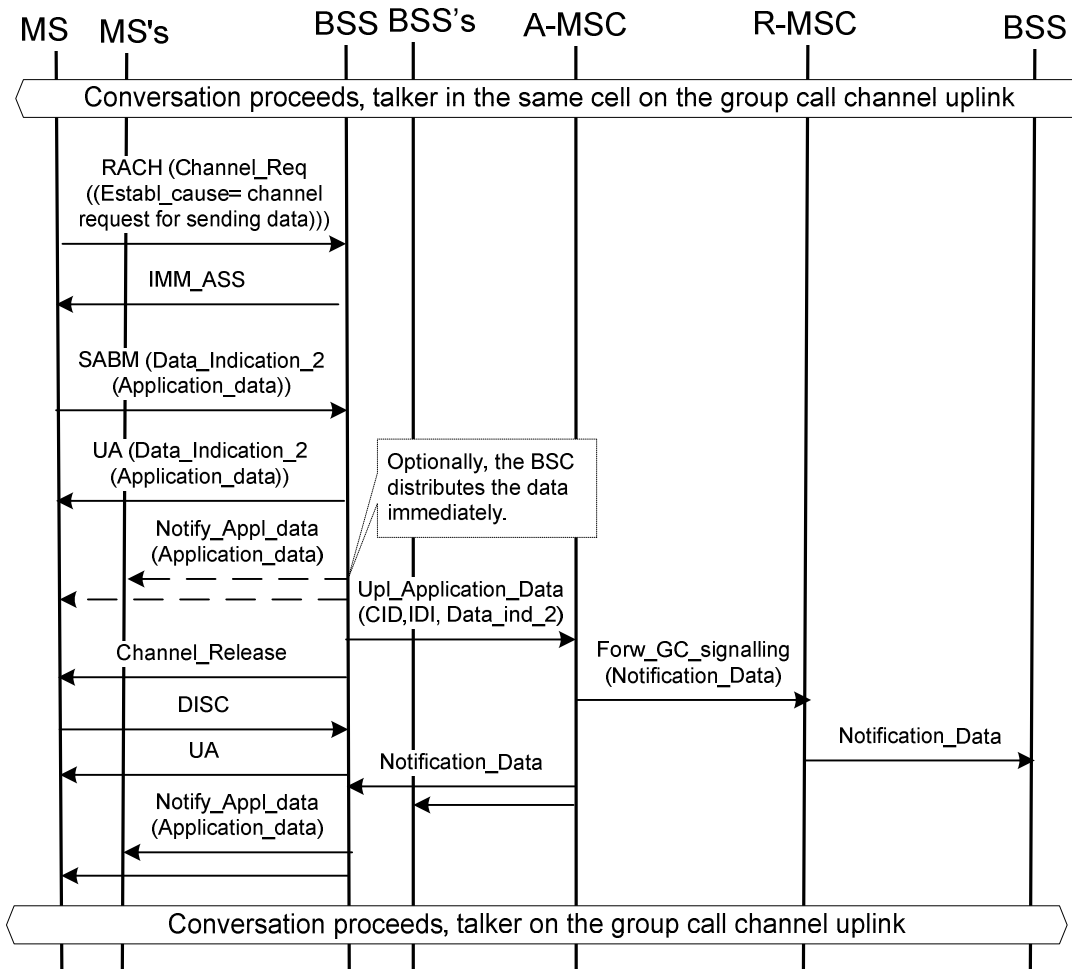 MS MS's BSS BSS's A-MSC R-MSC BSS
Conversation proceeds, talker in the same cell on the group call channel uplink
RACH (Channel_Req
((Establ_cause= channel
request for sending data)))
IMM_ASS
SABM (Data_Indication_2
(Application_data))
UA (Data_Indication_2
(Application_data))
Optionally, the BSC
distributes the data
immediately.
Notify_Appl_data
(Application_data)
Upl_Application_Data
(CID,IDI, Data_ind_2)
Channel_Release
Forw_GC_signalling
(Notification_Data)
DISC
Notification_Data
UA
Notification_Data
Notify_Appl_data
(Application_data)
Conversation proceeds, talker on the group call channel uplink